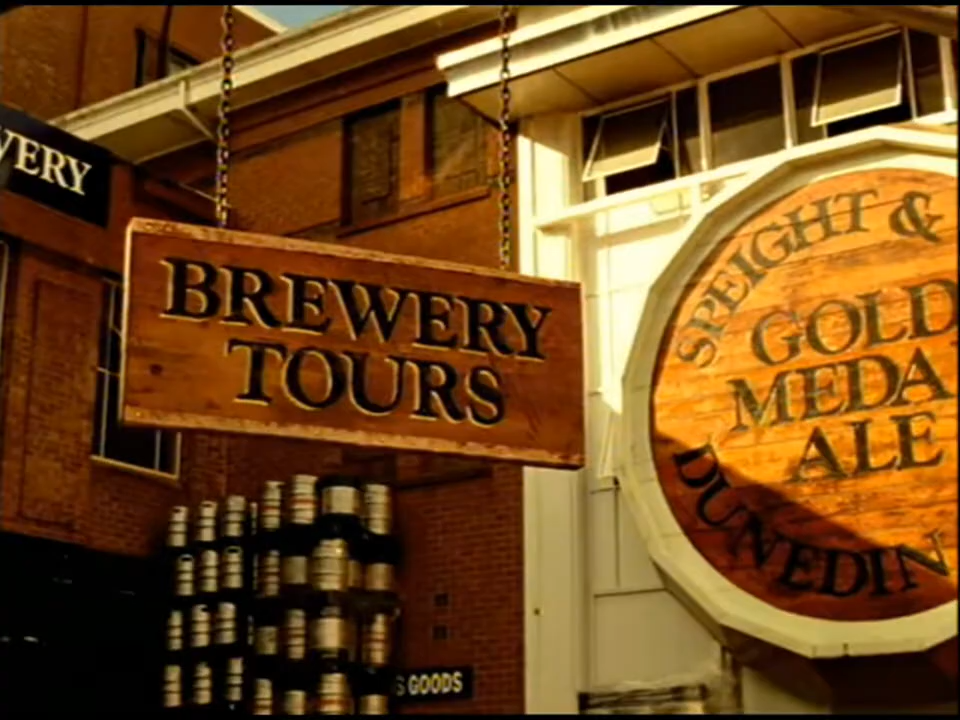 VERY
BREWERY
TOURS
SPEIGHT &
GOLD
MEDA
ALE
DUNEDIN
S GOODS